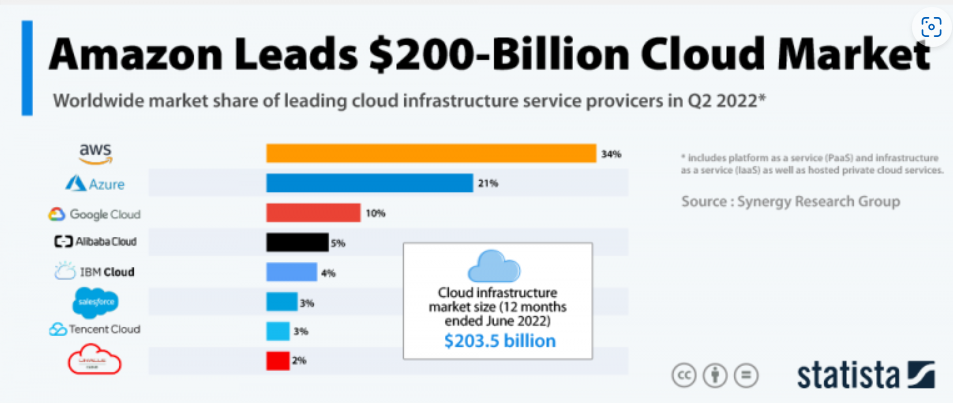 Amazon Leads $200-Billion Cloud Market
Worldwide market share of leading cloud infrastructure service provicers in Q2 2022*
aws
34%
Azure
21%
Google Cloud
10%
Alibaba Cloud
5%
IBM Cloud
4%
salesforce
3%
Tencent Cloud
3%
2%
* includes platform as a service (PaaS) and infrastructure
as a service (IaaS) as well as hosted private cloud services.
Source : Synergy Research Group
Cloud infrastructure
market size (12 months
ended June 2022)
$203.5 billion
cc
statista